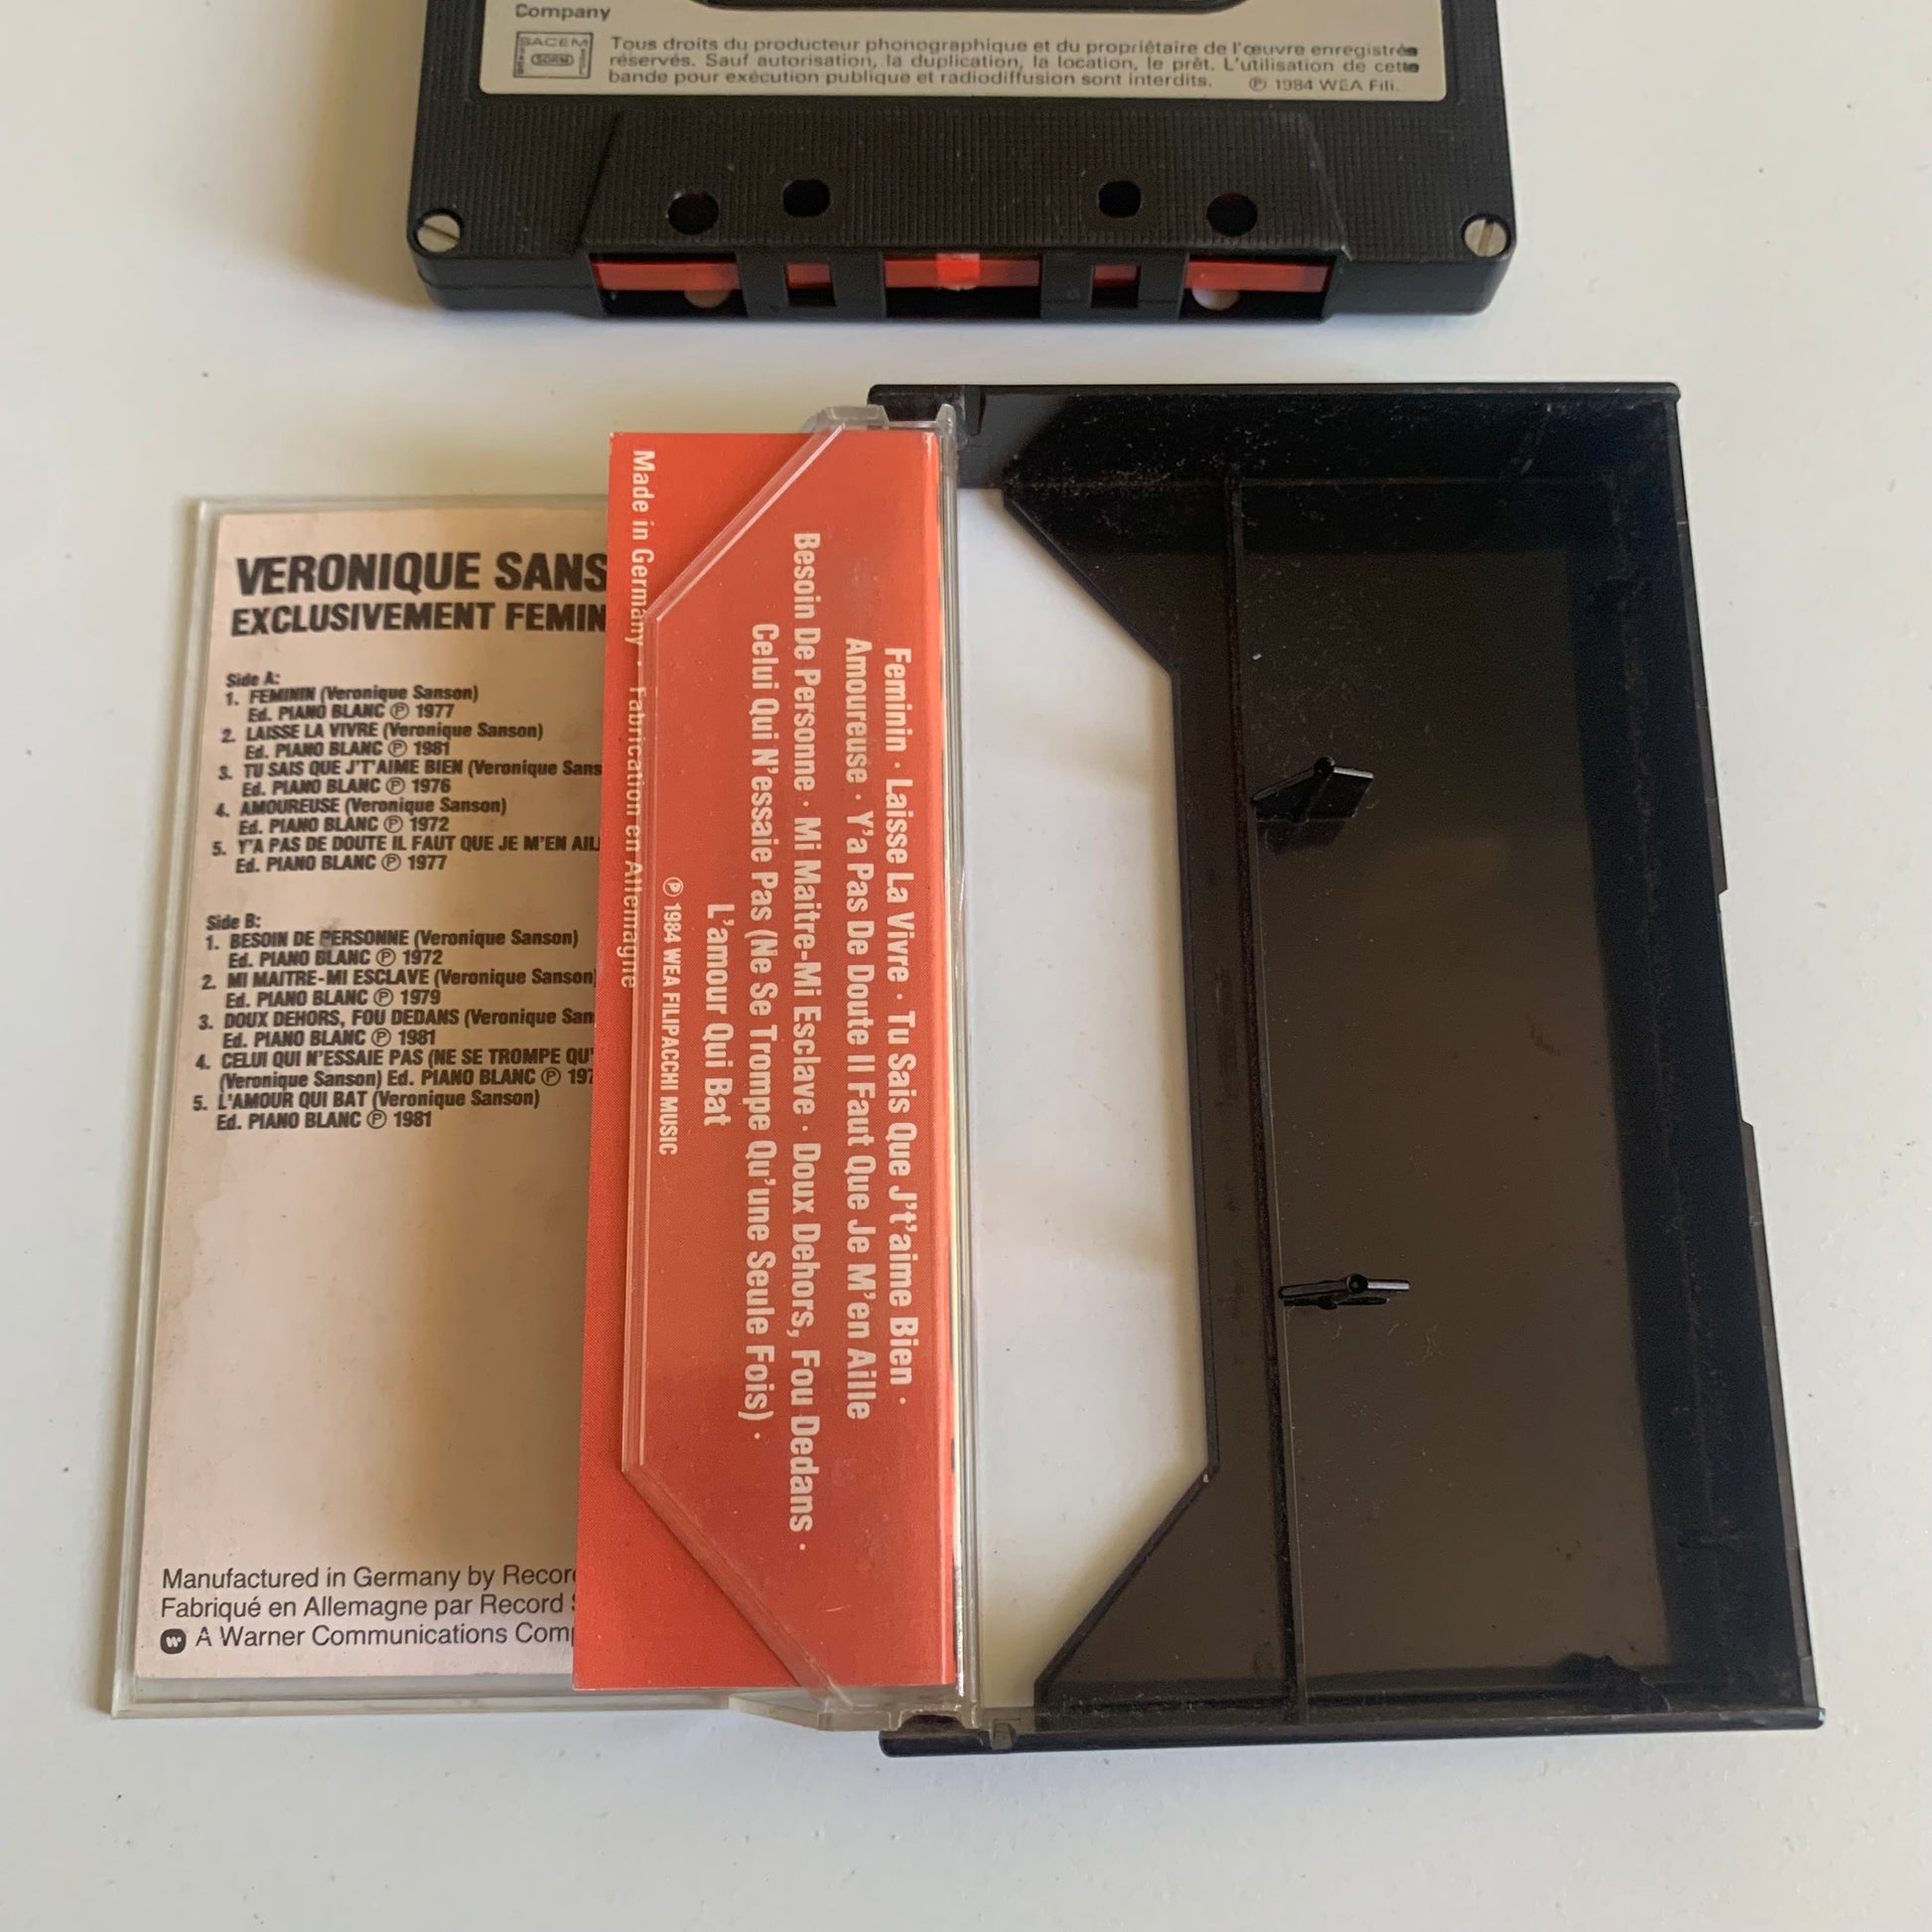 Company
SACEM
Tous droits du producteur phonographique et du propriétaire de l'œuvre enregistrée
réservés. Sauf autorisation, la duplication, la location, le prêt. L'utilisation de cette
bande pour exécution publique et radiodiffusion sont interdits. ℗ 1984 WEA Fili.
VERONIQUE SANS
EXCLUSIVEMENT FEMIN
Side A:
1. FEMININ (Veronique Sanson)
Ed. PIANO BLANC ℗ 1977
2. LAISSE LA VIVRE (Veronique Sanson)
Ed. PIANO BLANC ℗ 1981
3. TU SAIS QUE J'T'AIME BIEN (Veronique Sans
Ed. PIANO BLANC ℗ 1976
4. AMOUREUSE (Veronique Sanson)
Ed. PIANO BLANC ℗ 1972
5. Y'A PAS DE DOUTE IL FAUT QUE JE M'EN AIL
Ed. PIANO BLANC ℗ 1977
Side B:
1. BESOIN DE PERSONNE (Veronique Sanson)
Ed. PIANO BLANC ℗ 1972
2. MI MAITRE-MI ESCLAVE (Veronique Sanson)
Ed. PIANO BLANC ℗ 1979
3. DOUX DEHORS, FOU DEDANS (Veronique San
Ed. PIANO BLANC ℗ 1981
4. CELUI QUI N'ESSAIE PAS (NE SE TROMPE QU'
(Veronique Sanson) Ed. PIANO BLANC ℗ 197
5. L'AMOUR QUI BAT (Veronique Sanson)
Ed. PIANO BLANC ℗ 1981
Manufactured in Germany by Recor
Fabriqué en Allemagne par Record
A Warner Communications Com
Feminin · Laisse La Vivre · Tu Sais Que J't'aime Bien ·
Amoureuse · Y'a Pas De Doute Il Faut Que Je M'en Aille
Besoin De Personne · Mi Maitre-Mi Esclave · Doux Dehors, Fou Dedans ·
Celui Qui N'essaie Pas (Ne Se Trompe Qu'une Seule Fois) ·
L'amour Qui Bat
℗ 1984 WEA FILIPACCHI MUSIC
Made in Germany · Fabrication en Allemagne